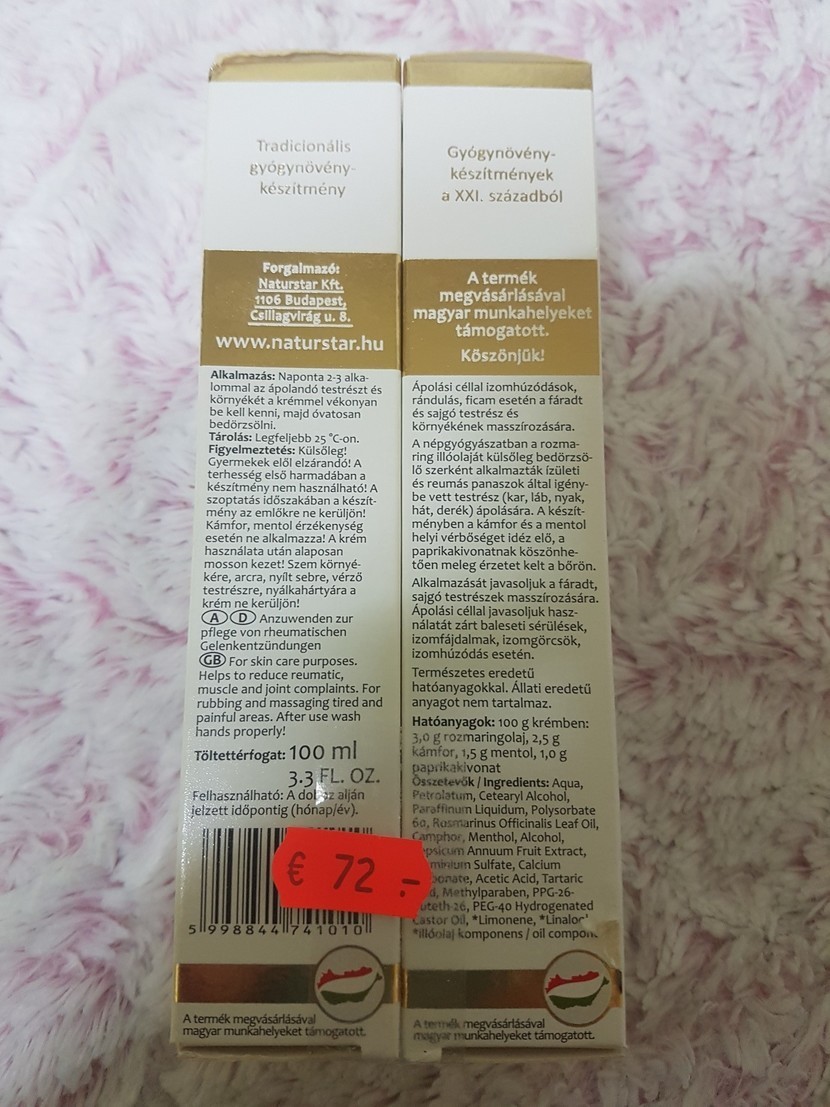 Tradicionális
gyógynövény-
készítmény
Forgalmazó:
Naturstar Kft.
1106 Budapest,
Csillagvirág u. 8.
www.naturstar.hu
Alkalmazás: Naponta 2-3 alka-
lommal az ápolandó testrészt és
környékét a krémmel vékonyan
be kell kenni, majd óvatosan
bedörzsölni.
Tárolás: Legfeljebb 25 °C-on.
Figyelmeztetés: Külsőleg!
Gyermekek elől elzárandó! A
terhesség első harmadában a
készítmény nem használható! A
szoptatás időszakában a készít-
mény az emlőkre ne kerüljön!
Kámfor, mentol érzékenység
esetén ne alkalmazza! A krém
használata után alaposan
mosson kezet! Szem környé-
kére, arcra, nyílt sebre, vérző
testrészre, nyálkahártyára a
krém ne kerüljön!
A D Anzuwenden zur
pflege von rheumatischen
Gelenkentzündungen
GB For skin care purposes.
Helps to reduce reumatic,
muscle and joint complaints. For
rubbing and massaging tired and
painful areas. After use wash
hands properly!
Töltettérfogat: 100 ml
3.3 FL. OZ.
Felhasználható: A doboz alján
jelzett időpontig (hónap/év).
€ 72.-
5 998844 741010
A termék megvásárlásával
magyar munkahelyeket támogatott.
Gyógynövény-
készítmények
a XXI. századból
A termék
megvásárlásával
magyar munkahelyeket
támogatott.
Köszönjük!
Ápolási céllal izomhúzódások,
rándulás, ficam esetén a fáradt
és sajgó testrész és
környékének masszírozására.
A népgyógyászatban a rozma-
ring illóolaját külsőleg bedörzsö-
lő szerként alkalmazták ízületi
és reumás panaszok által igény-
be vett testrész (kar, láb, nyak,
hát, derék) ápolására. A készít-
ményben a kámfor és a mentol
helyi vérbőséget idéz elő, a
paprikakivonatnak köszönhe-
tően meleg érzetet kelt a bőrön.
Alkalmazását javasoljuk a fáradt,
sajgó testrészek masszírozására.
Ápolási céllal javasoljuk hasz-
nálatát zárt baleseti sérülések,
izomfájdalmak, izomgörcsök,
izomhúzódás esetén.
Természetes eredetű
hatóanyagokkal. Állati eredetű
anyagot nem tartalmaz.
Hatóanyagok: 100 g krémben:
3,0 g rozmaringolaj, 2,5 g
kámfor, 1,5 g mentol, 1,0 g
paprikakivonat
Összetevők / Ingredients: Aqua,
Petrolatum, Cetearyl Alcohol,
Paraffinum Liquidum, Polysorbate
60, Rosmarinus Officinalis Leaf Oil,
Camphor, Menthol, Alcohol,
Annuum Fruit Extract,
Sulfate, Calcium
Acetic Acid, Tartaric
Methylparaben, PPG-26-
PEG-40 Hydrogenated
Castor Oil, *Limonene, *Linalol
*illóolaj komponens / oil
A termék megvásárlásával
magyar munkahelyeket támogatott.